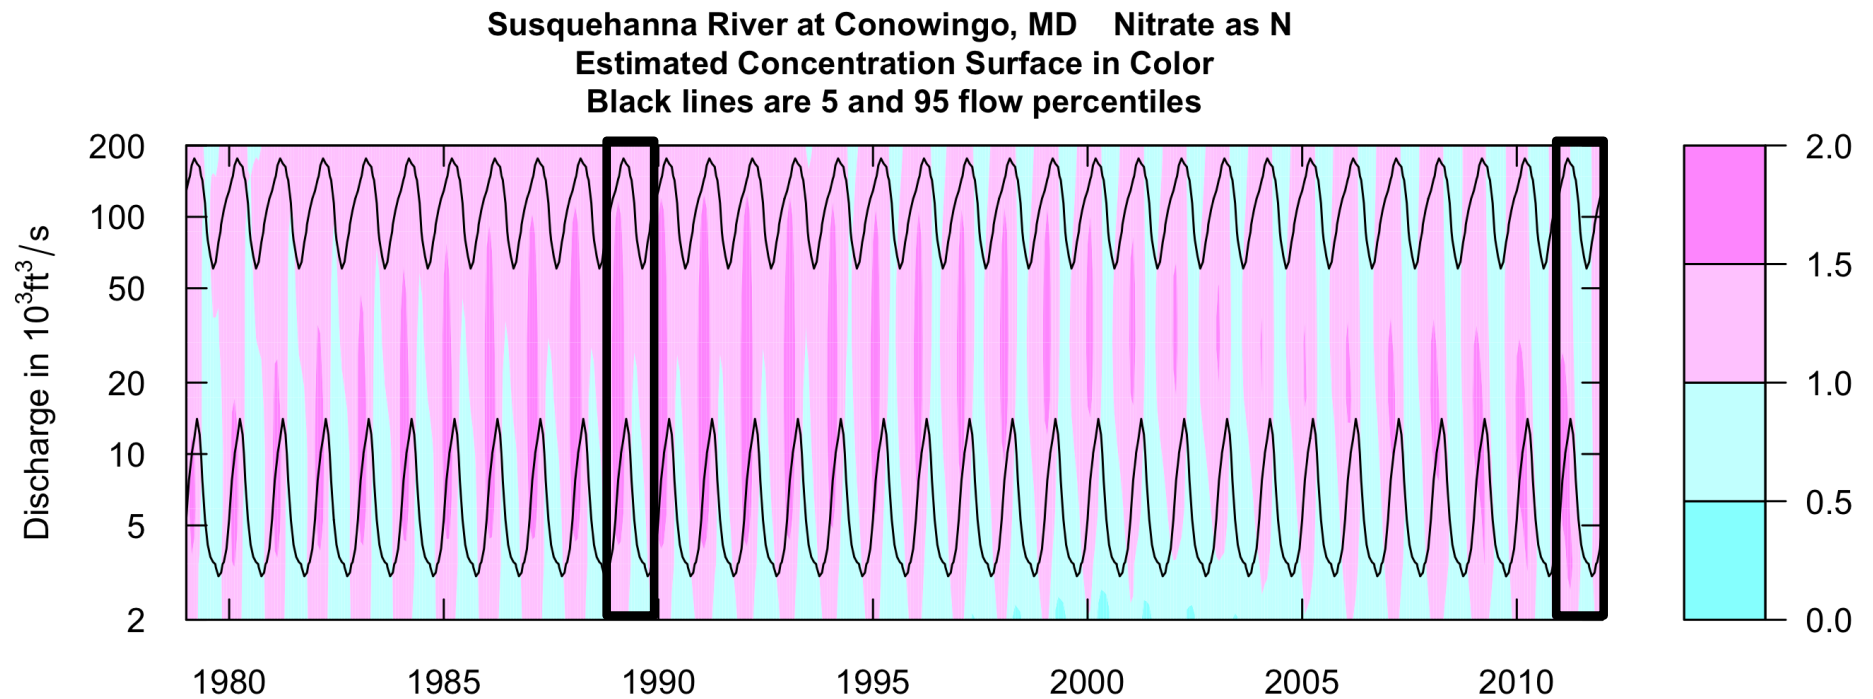 Susquehanna River at Conowingo, MD    Nitrate as N
Estimated Concentration Surface in Color
Black lines are 5 and 95 flow percentiles
Discharge in 10³ft³/s
200
100
50
20
10
5
2
1980 1985 1990 1995 2000 2005 2010
2.0
1.5
1.0
0.5
0.0